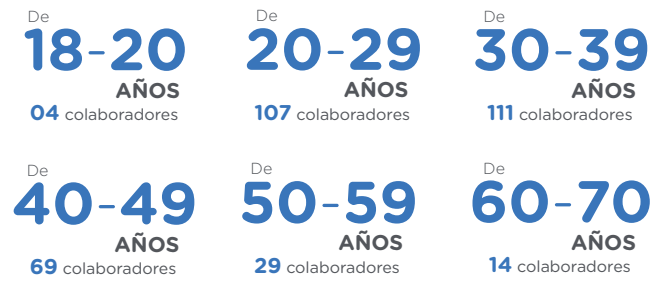 De
18-20
AÑOS
04 colaboradores
De
20-29
AÑOS
107 colaboradores
De
30-39
AÑOS
111 colaboradores
De
40-49
AÑOS
69 colaboradores
De
50-59
AÑOS
29 colaboradores
De
60-70
AÑOS
14 colaboradores